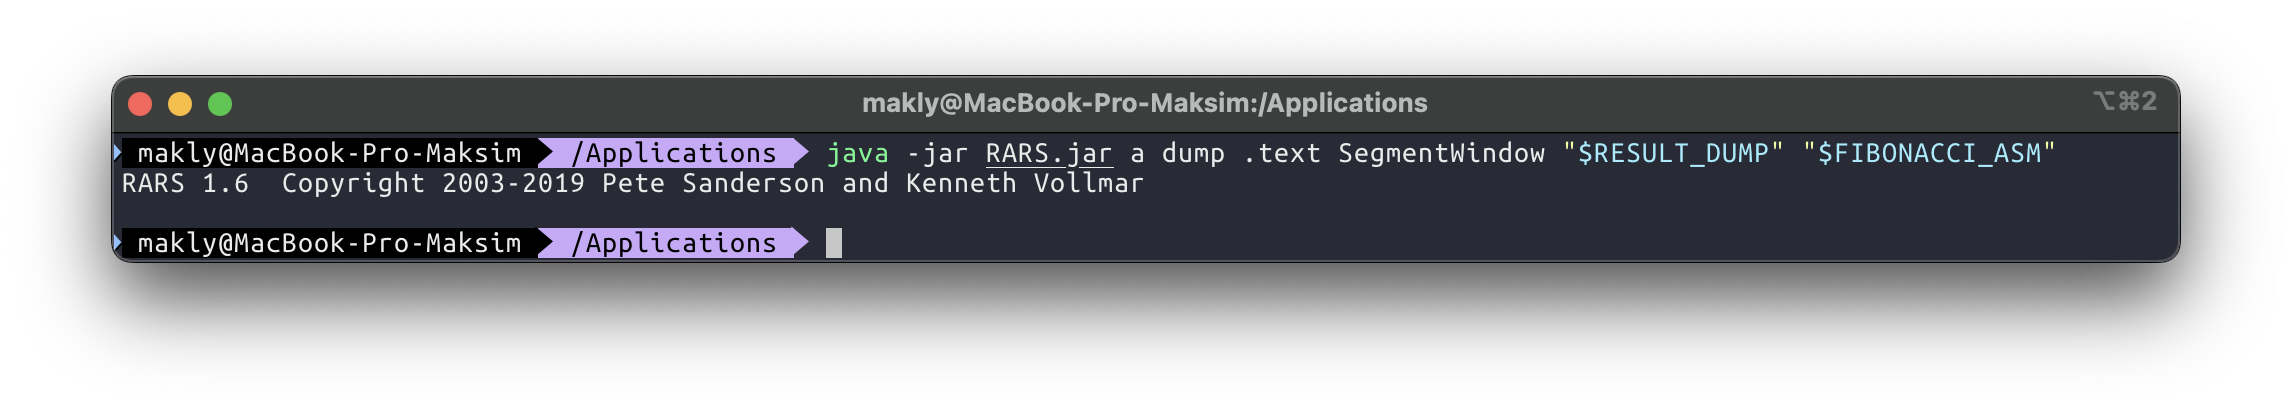 makly@MacBook-Pro-Maksim:/Applications
⌥⌘2
makly@MacBook-Pro-Maksim /Applications java -jar RARS.jar a dump .text SegmentWindow "$RESULT_DUMP" "$FIBONACCI_ASM"
RARS 1.6  Copyright 2003-2019 Pete Sanderson and Kenneth Vollmar
makly@MacBook-Pro-Maksim /Applications